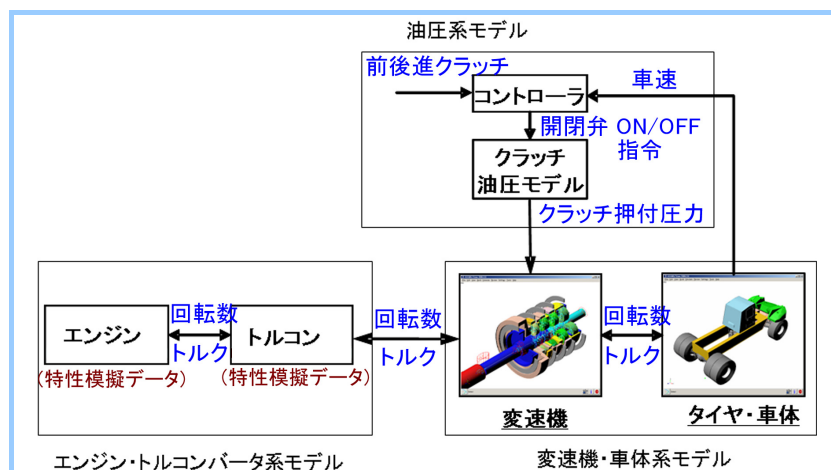 油圧系モデル
前後進クラッチ
車速
コントローラ
開閉弁 ON/OFF
指令
クラッチ
油圧モデル
クラッチ押付圧力
エンジン
回転数
トルク
トルコン
回転数
トルク
回転数
トルク
(特性模擬データ)
(特性模擬データ)
変速機
タイヤ・車体
エンジン・トルコンバータ系モデル
変速機・車体系モデル